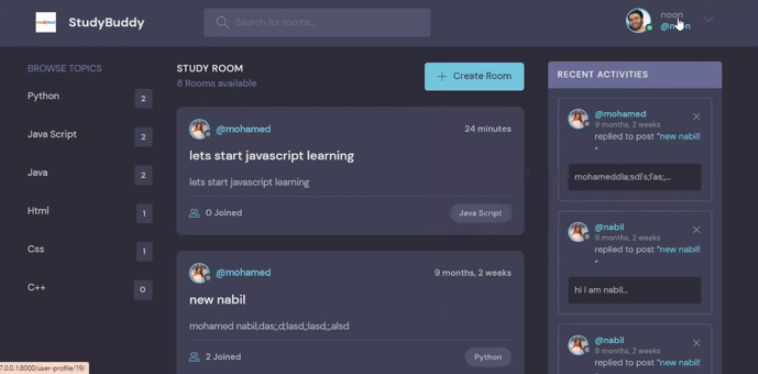 StudyBuddy
Search for rooms...
noon
BROWSE TOPICS
Python 2
Java Script 2
Java 2
Html 1
Css 1
C++ 0
STUDY ROOM
8 Rooms available
Create Room
@mohamed
24 minutes
lets start javascript learning
lets start javascript learning
0 Joined
Java Script
@mohamed
9 months, 2 weeks
new nabil
mohamed nabil,das;,d;lasd,;lasd,;,alsd
2 Joined
Python
RECENT ACTIVITIES
@mohamed
9 months, 2 weeks
replied to post "new nabil!
"
mohameddla;sdl's;l'as;,...
@nabil
9 months, 2 weeks
replied to post "new nabil!
"
hi I am nabil...
@nabil
9 months, 2 weeks
replied to post "new nabil!
7.0.0.1:8000/user-profile/19/